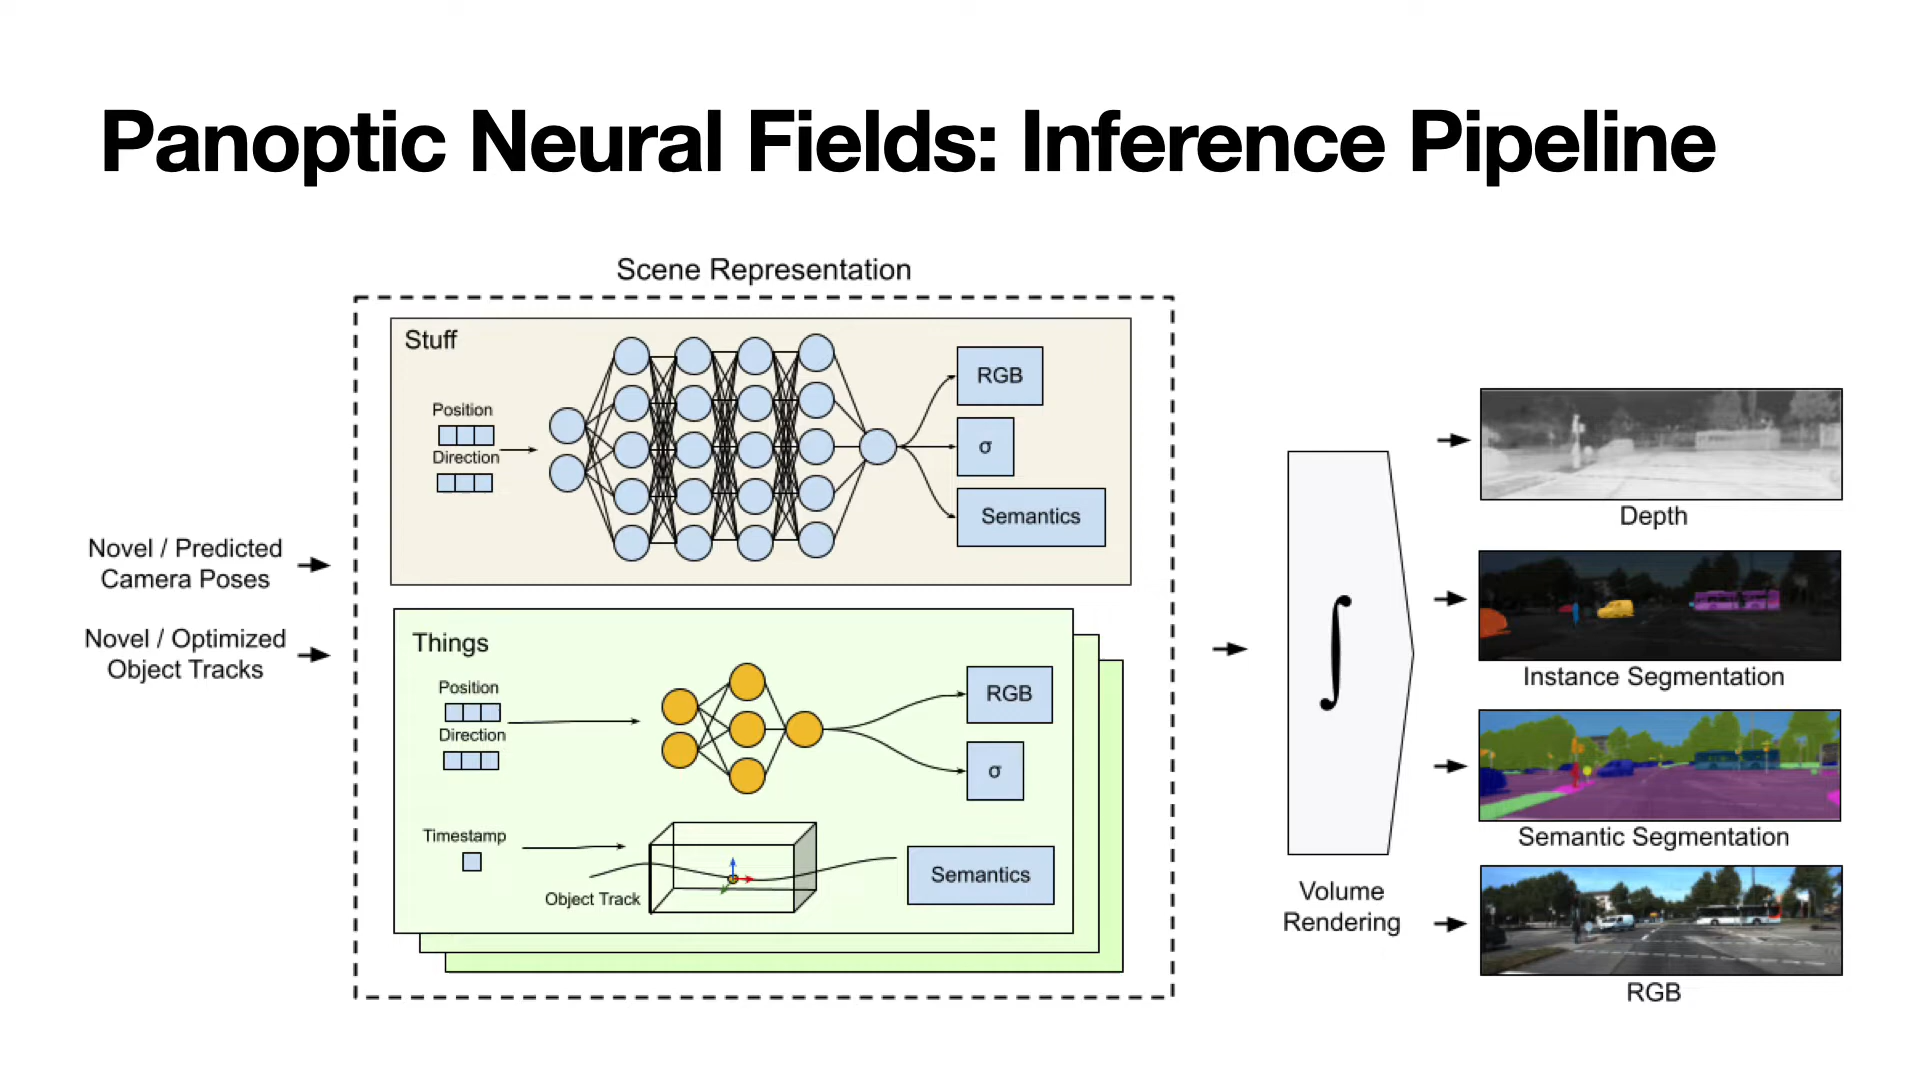 Panoptic Neural Fields: Inference Pipeline
Scene Representation
Novel / Predicted
Camera Poses
Novel / Optimized
Object Tracks
Stuff
Position
Direction
RGB
σ
Semantics
Things
Position
Direction
RGB
σ
Timestamp
Object Track
Semantics
∫
Volume
Rendering
Depth
Instance Segmentation
Semantic Segmentation
RGB